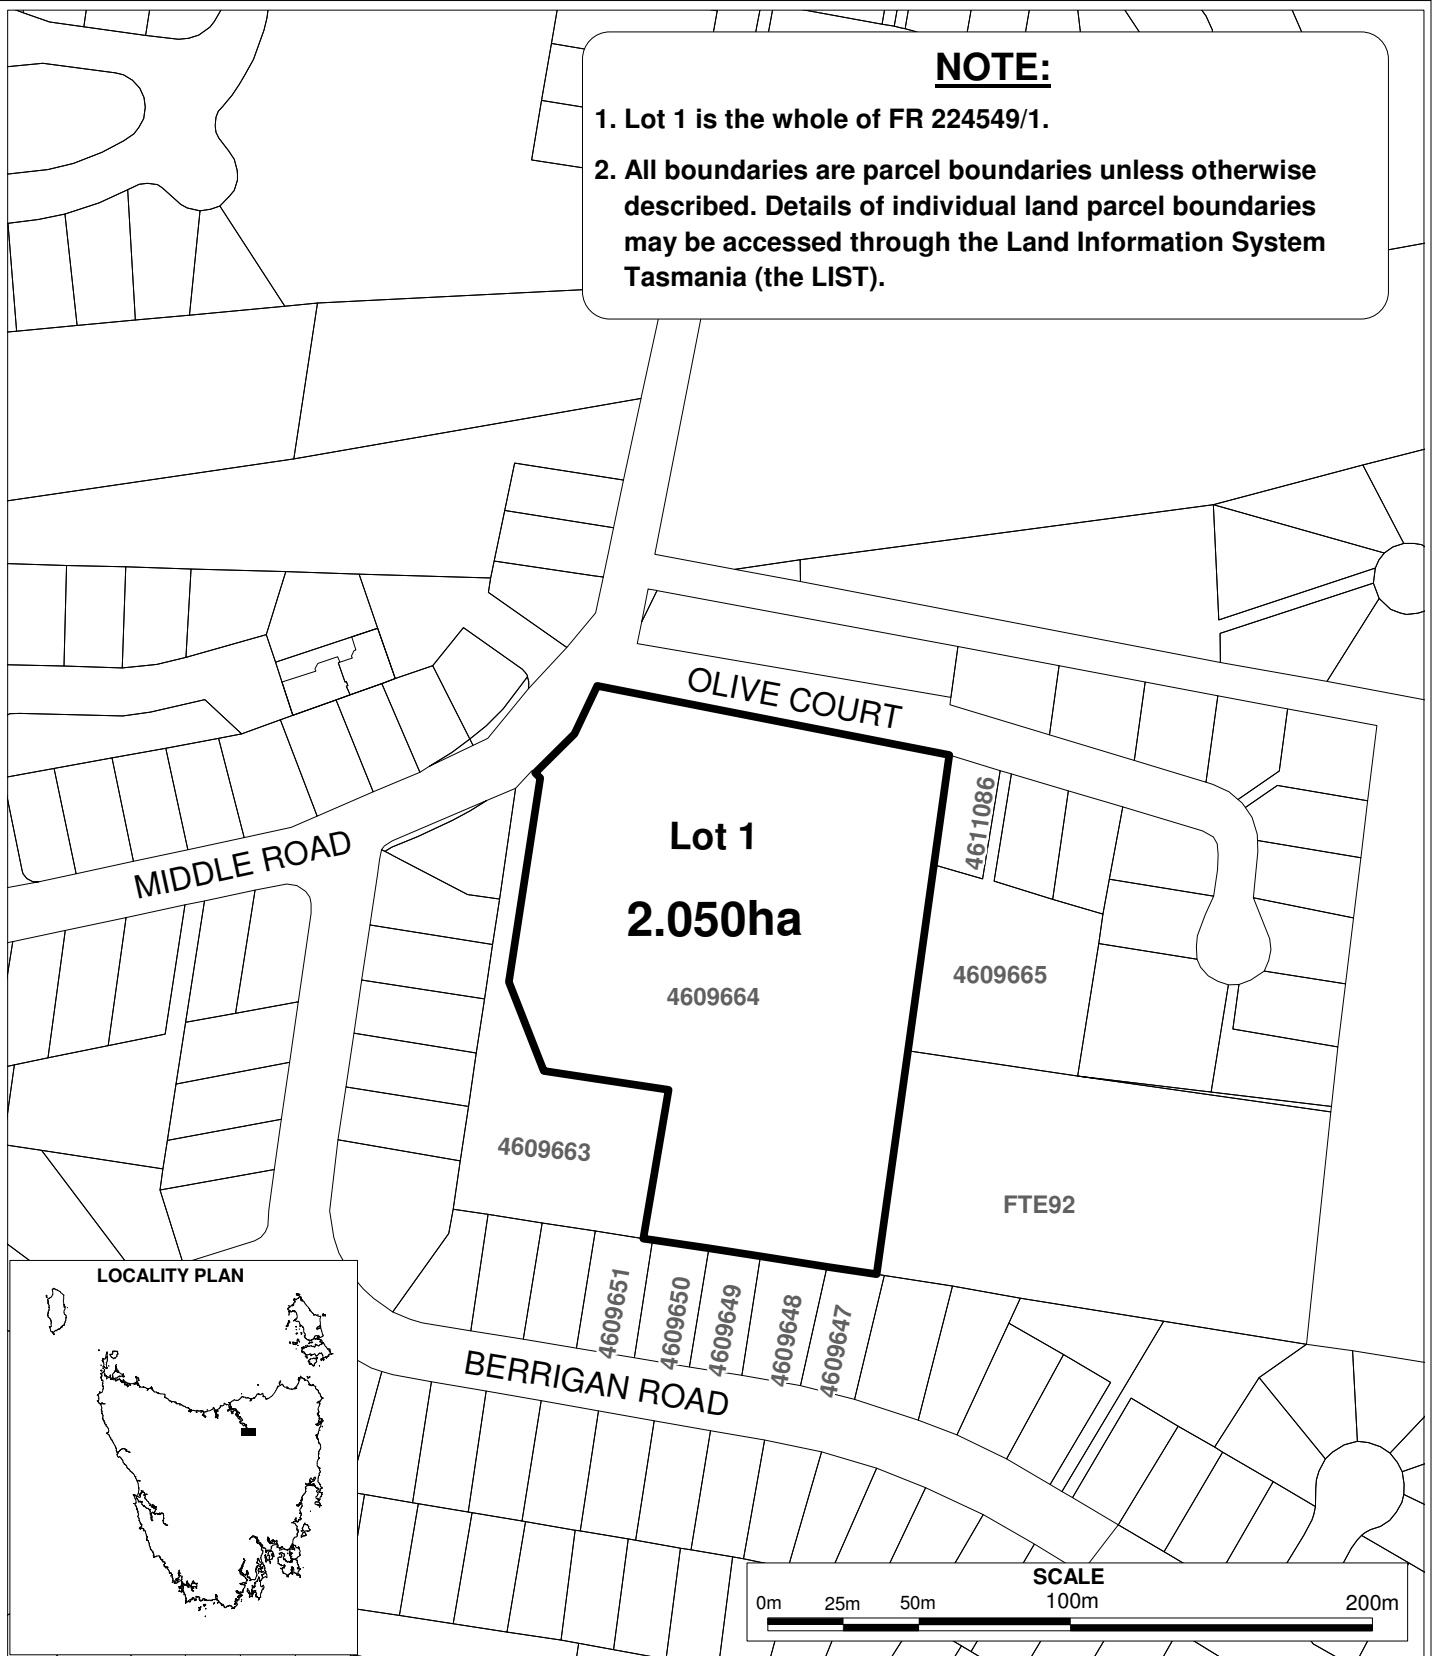 NOTE:
1. Lot 1 is the whole of FR 224549/1.
2. All boundaries are parcel boundaries unless otherwise
described. Details of individual land parcel boundaries
may be accessed through the Land Information System
Tasmania (the LIST).
OLIVE COURT
MIDDLE ROAD
Lot 1
2.050ha
4609664
4611086
4609665
4609663
FTE92
4609651
4609650
4609649
4609648
4609647
BERRIGAN ROAD
LOCALITY PLAN
SCALE
0m 25m 50m 100m 200m